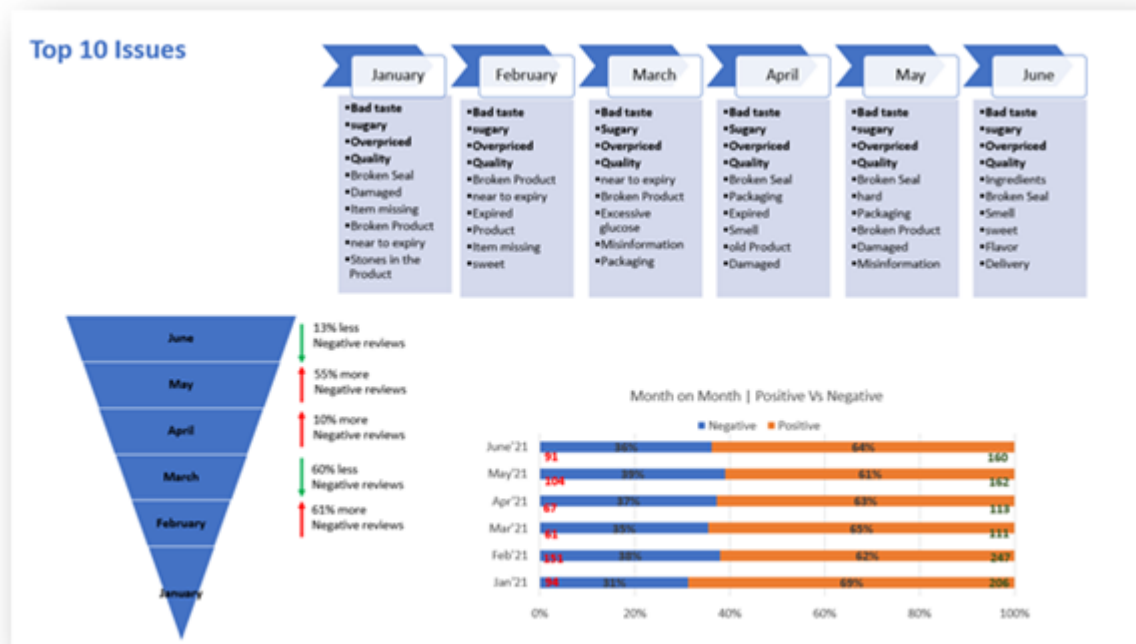 Top 10 Issues
January
▪Bad taste
▪sugary
▪Overpriced
▪Quality
▪Broken Seal
▪Damaged
▪Item missing
▪Broken Product
▪near to expiry
▪Stones in the
Product
February
▪Bad taste
▪sugary
▪Overpriced
▪Quality
▪Broken Product
▪near to expiry
▪Expired
▪Product
▪Item missing
▪sweet
March
▪Bad taste
▪Sugary
▪Overpriced
▪Quality
▪near to expiry
▪Broken Product
▪Excessive
glucose
▪Misinformation
▪Packaging
April
▪Bad taste
▪Sugary
▪Overpriced
▪Quality
▪Broken Seal
▪Packaging
▪Expired
▪Smell
▪old Product
▪Damaged
May
▪Bad taste
▪sugary
▪Overpriced
▪Quality
▪Broken Seal
▪hard
▪Packaging
▪Broken Product
▪Damaged
▪Misinformation
June
▪Bad taste
▪sugary
▪Overpriced
▪Quality
▪Ingredients
▪Broken Seal
▪Smell
▪sweet
▪Flavor
▪Delivery
June
13% less
Negative reviews
May
55% more
Negative reviews
April
10% more
Negative reviews
March
60% less
Negative reviews
February
61% more
Negative reviews
January
Month on Month | Positive Vs Negative
Negative Positive
June'21 36% 64%
91 160
May'21 39% 61%
104 162
Apr'21 37% 63%
67 113
Mar'21 35% 65%
61 111
Feb'21 38% 62%
151 247
Jan'21 94 31% 69% 206
0% 20% 40% 60% 80% 100%